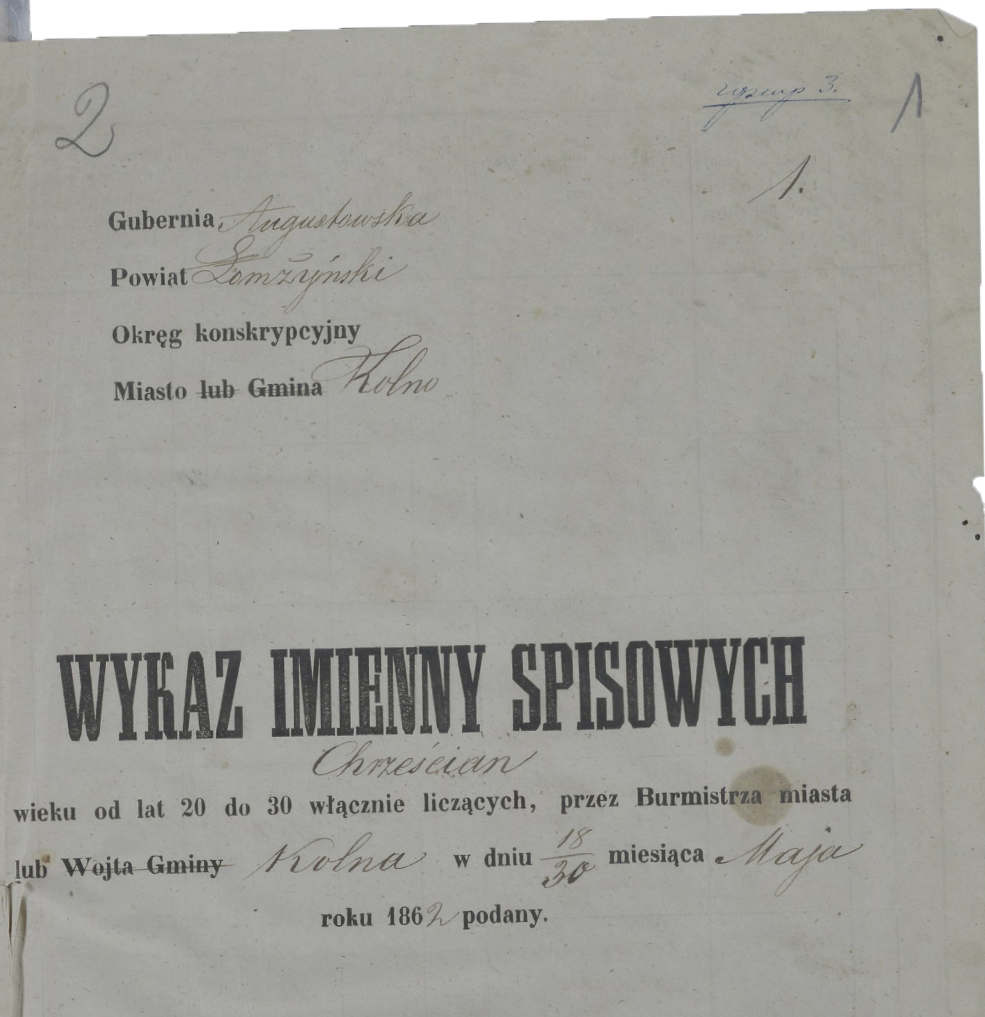 2
3.
1
1.
Gubernia Augustowska
Powiat Łomżyński
Okręg konskrypcyjny
Miasto lub Gmina Kolno
WYKAZ IMIENNY SPISOWYCH
Chrześcian
wieku od lat 20 do 30 włącznie liczących, przez Burmistrza miasta
lub Wojta Gminy Kolna w dniu 18/30 miesiąca Maja
roku 1862 podany.